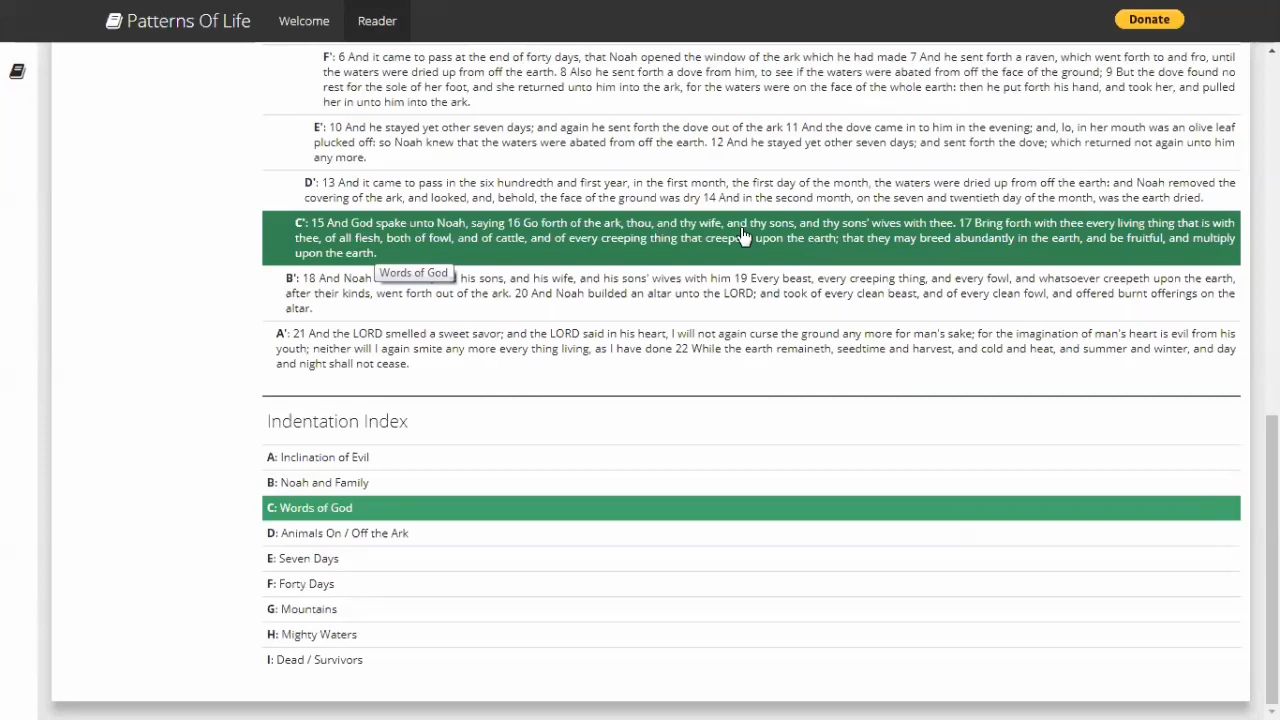 Patterns Of Life Welcome Reader Donate
F': 6 And it came to pass at the end of forty days, that Noah opened the window of the ark which he had made 7 And he sent forth a raven, which went forth to and fro, until
the waters were dried up from off the earth. 8 Also he sent forth a dove from him, to see if the waters were abated from off the face of the ground; 9 But the dove found no
rest for the sole of her foot, and she returned unto him into the ark, for the waters were on the face of the whole earth: then he put forth his hand, and took her, and pulled
her in unto him into the ark.
E': 10 And he stayed yet other seven days; and again he sent forth the dove out of the ark 11 And the dove came in to him in the evening; and, lo, in her mouth was an olive leaf
plucked off: so Noah knew that the waters were abated from off the earth. 12 And he stayed yet other seven days; and sent forth the dove; which returned not again unto him
any more.
D': 13 And it came to pass in the six hundredth and first year, in the first month, the first day of the month, the waters were dried up from off the earth: and Noah removed the
covering of the ark, and looked, and, behold, the face of the ground was dry 14 And in the second month, on the seven and twentieth day of the month, was the earth dried.
C': 15 And God spake unto Noah, saying 16 Go forth of the ark, thou, and thy wife, and thy sons, and thy sons' wives with thee. 17 Bring forth with thee every living thing that is with
thee, of all flesh, both of fowl, and of cattle, and of every creeping thing that creepe upon the earth; that they may breed abundantly in the earth, and be fruitful, and multiply
upon the earth.
Words of God
B': 18 And Noah his sons, and his wife, and his sons' wives with him 19 Every beast, every creeping thing, and every fowl, and whatsoever creepeth upon the earth,
after their kinds, went forth out of the ark. 20 And Noah builded an altar unto the LORD; and took of every clean beast, and of every clean fowl, and offered burnt offerings on the
altar.
A': 21 And the LORD smelled a sweet savor; and the LORD said in his heart, I will not again curse the ground any more for man's sake; for the imagination of man's heart is evil from his
youth; neither will I again smite any more every thing living, as I have done 22 While the earth remaineth, seedtime and harvest, and cold and heat, and summer and winter, and day
and night shall not cease.
Indentation Index
A: Inclination of Evil
B: Noah and Family
C: Words of God
D: Animals On / Off the Ark
E: Seven Days
F: Forty Days
G: Mountains
H: Mighty Waters
I: Dead / Survivors